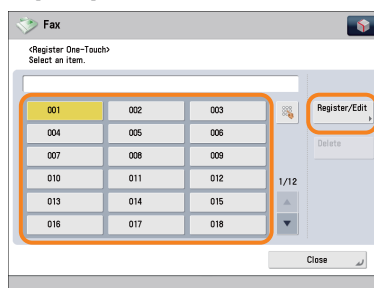 Fax
<Register One-Touch>
Select an item.
001 002 003 Register/Edit
004 005 006 Delete
007 008 009
010 011 012 1/12
013 014 015
016 017 018
Close